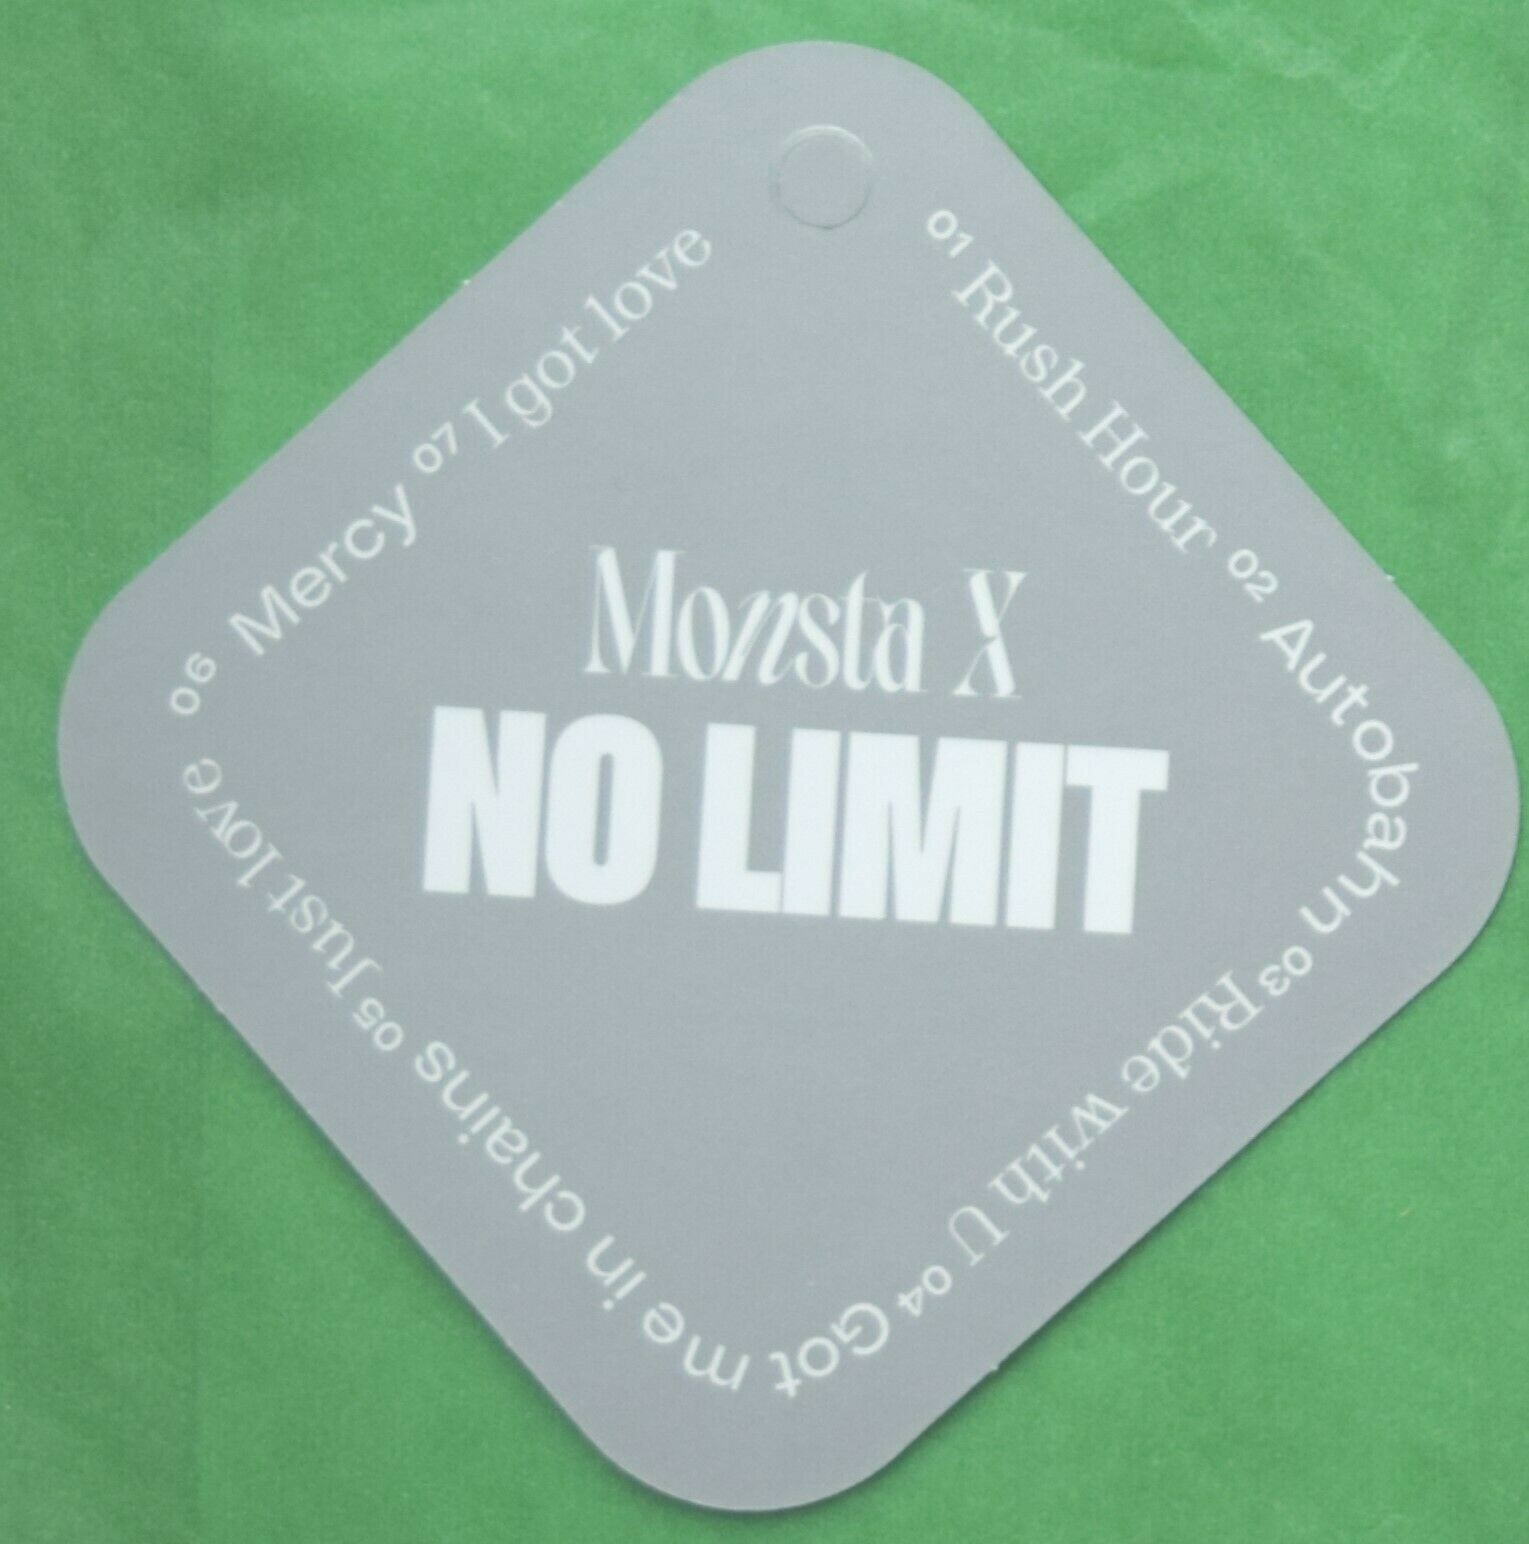 Monsta X
NO LIMIT
01 Rush Hour 02 Autobahn 03 Ride with U 04 Got me in chains 05 Just love 06 Mercy 07 I got love